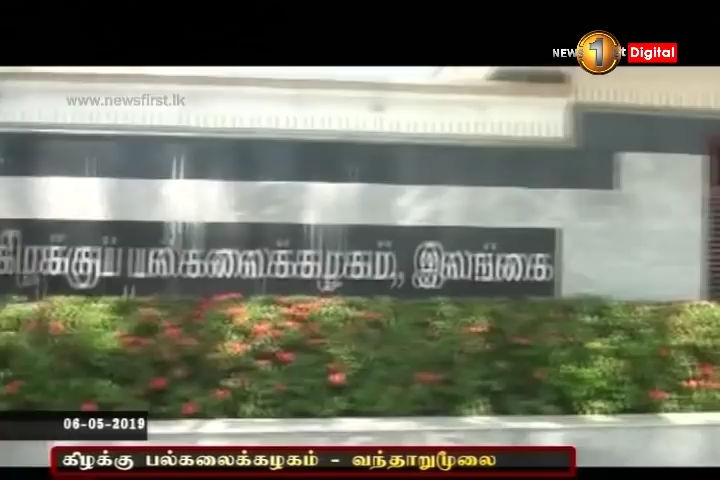 NEWS 1st Digital
www.newsfirst.lk
கிழக்குப் பல்கலைக்கழகம், இலங்கை
06-05-2019
கிழக்கு பல்கலைக்கழகம் - வந்தாறுமூலை